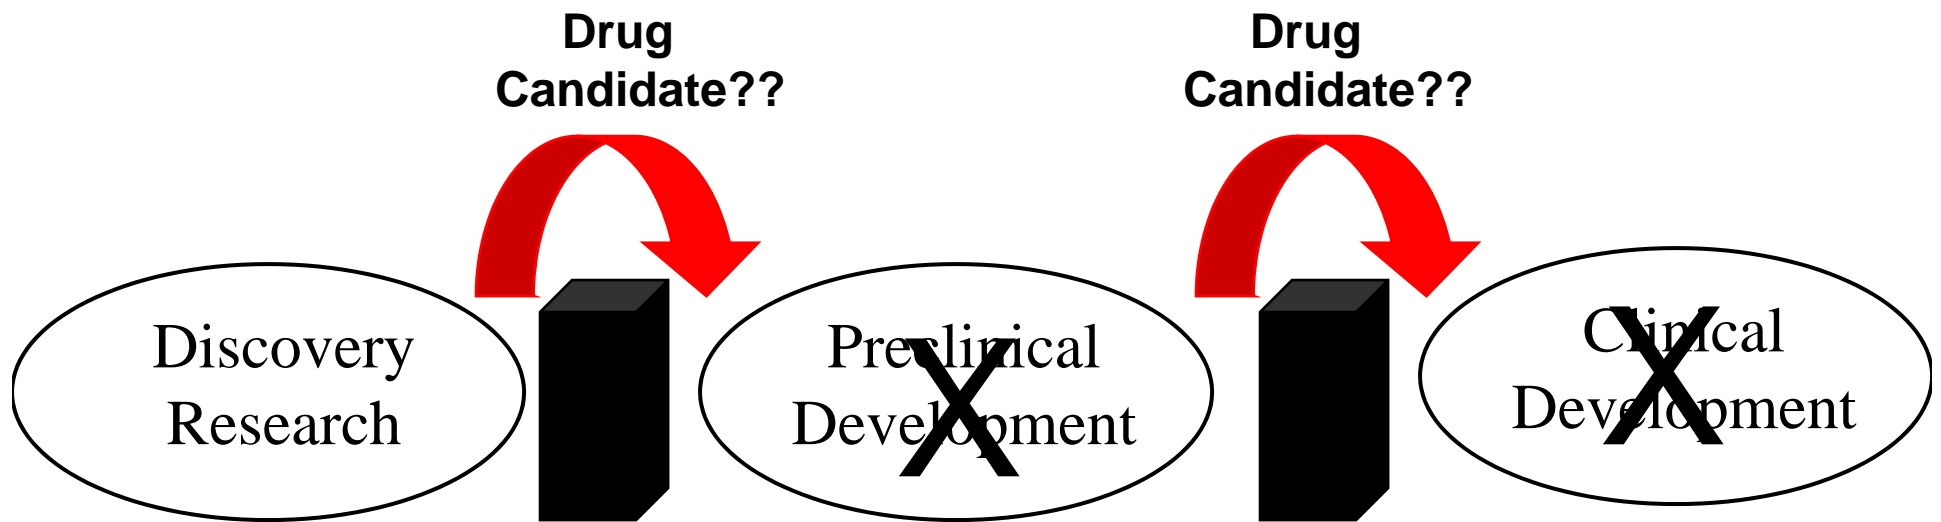 Drug
Candidate??
Drug
Candidate??
Discovery
Research
Preclinical
Development
X
Clinical
Development
X